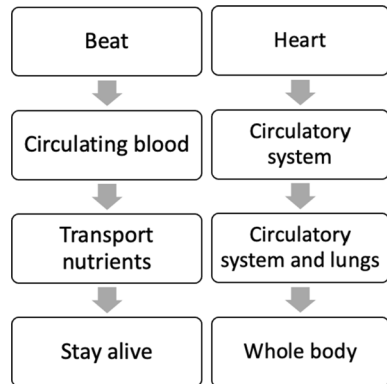 Beat
Heart
Circulating blood
Circulatory
system
Transport
nutrients
Circulatory
system and lungs
Stay alive
Whole body